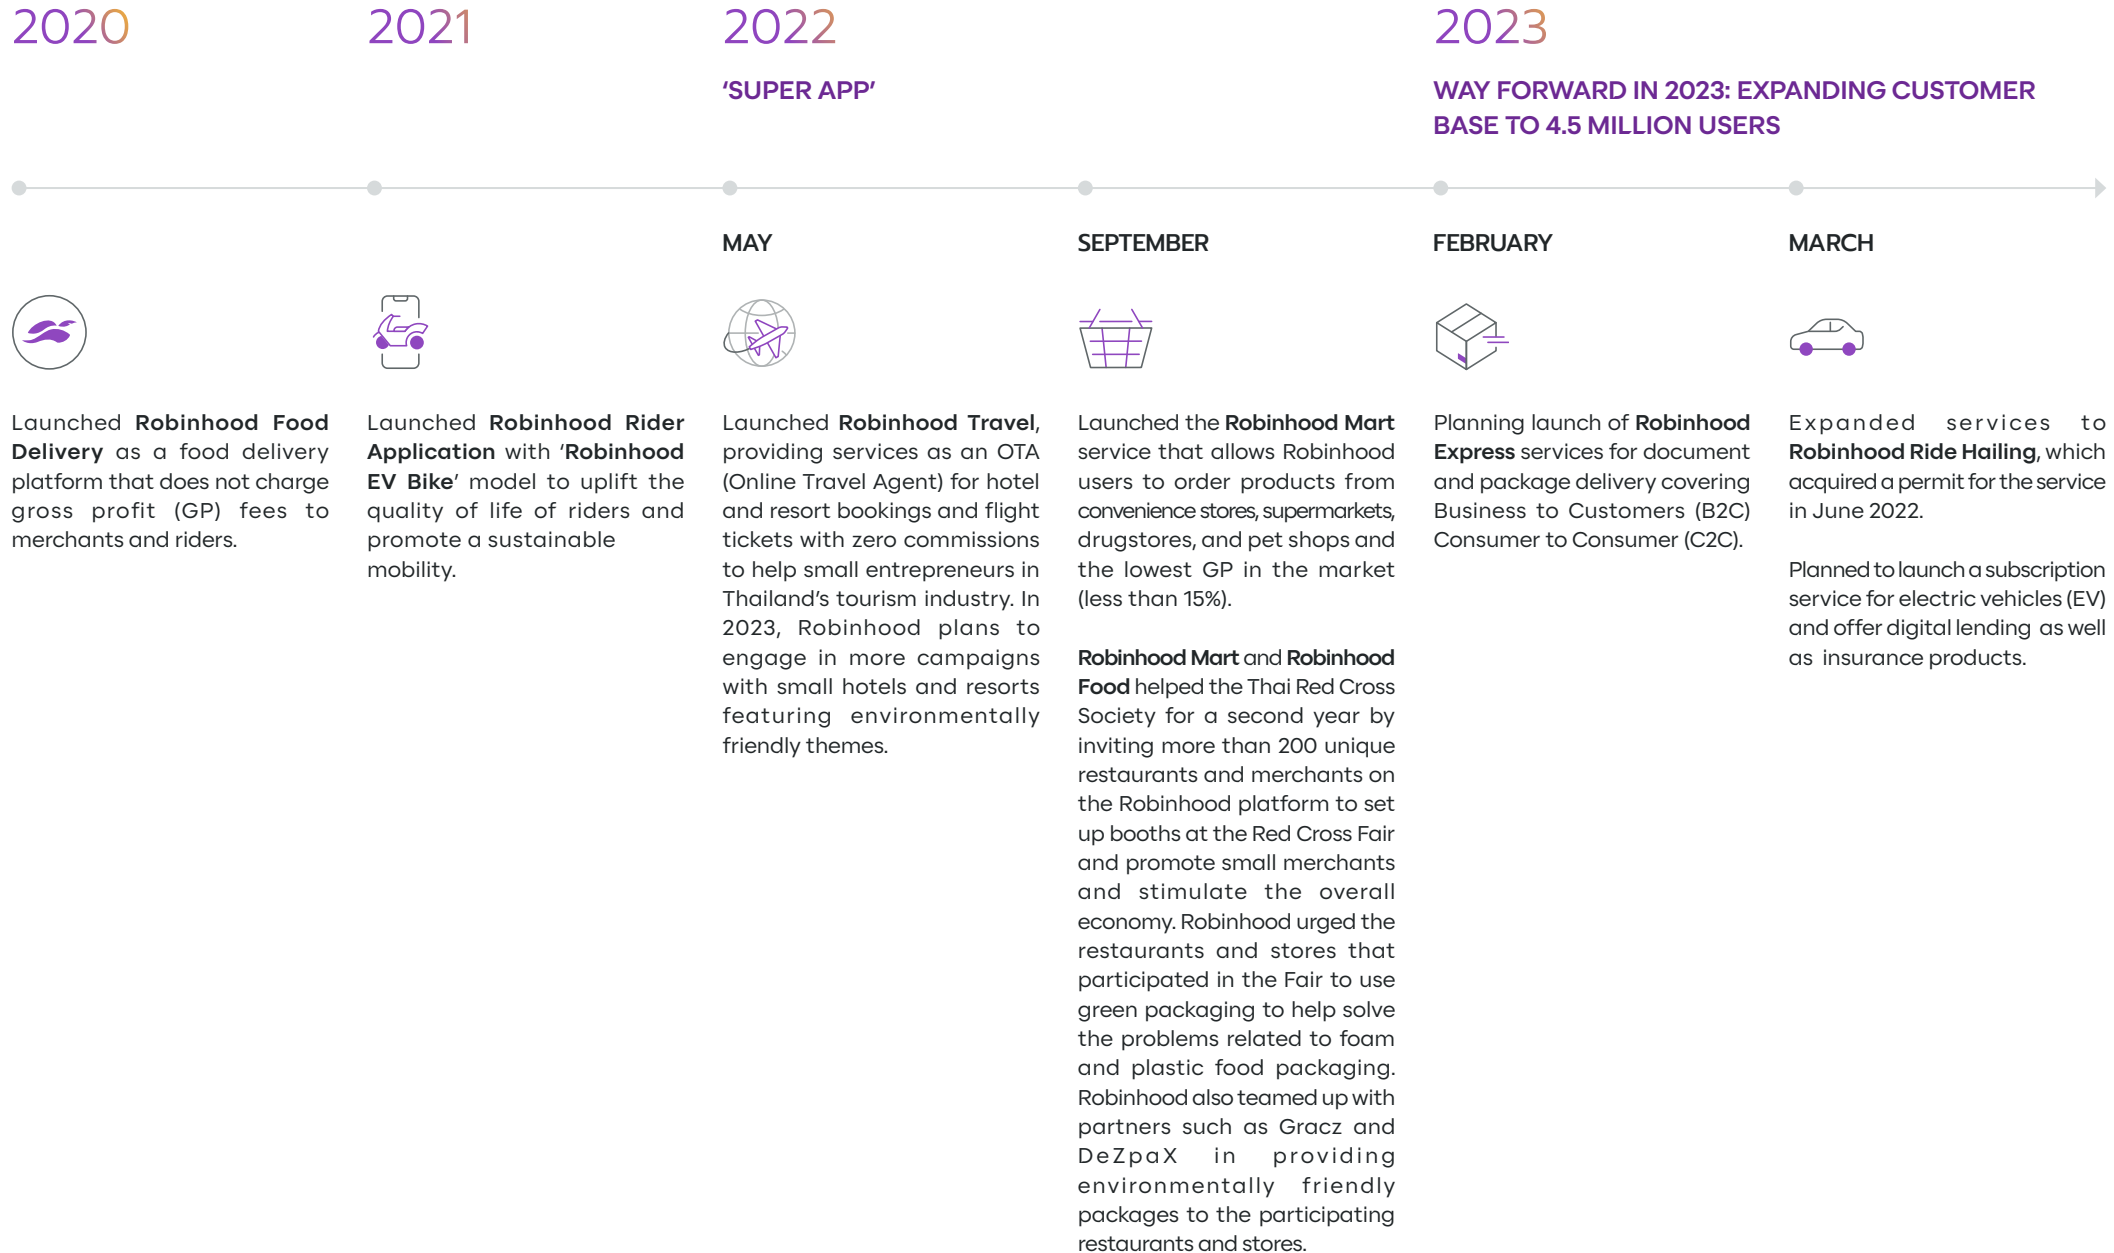 2020
2021
2022
2023
‘SUPER APP’
WAY FORWARD IN 2023: EXPANDING CUSTOMER
BASE TO 4.5 MILLION USERS
Launched Robinhood Food
Delivery as a food delivery
platform that does not charge
gross profit (GP) fees to
merchants and riders.
Launched Robinhood Rider
Application with ‘Robinhood
EV Bike’ model to uplift the
quality of life of riders and
promote a sustainable
mobility.
MAY
Launched Robinhood Travel,
providing services as an OTA
(Online Travel Agent) for hotel
and resort bookings and flight
tickets with zero commissions
to help small entrepreneurs in
Thailand’s tourism industry. In
2023, Robinhood plans to
engage in more campaigns
with small hotels and resorts
featuring environmentally
friendly themes.
SEPTEMBER
Launched the Robinhood Mart
service that allows Robinhood
users to order products from
convenience stores, supermarkets,
drugstores, and pet shops and
the lowest GP in the market
(less than 15%).
Robinhood Mart and Robinhood
Food helped the Thai Red Cross
Society for a second year by
inviting more than 200 unique
restaurants and merchants on
the Robinhood platform to set
up booths at the Red Cross Fair
and promote small merchants
and stimulate the overall
economy. Robinhood urged the
restaurants and stores that
participated in the Fair to use
green packaging to help solve
the problems related to foam
and plastic food packaging.
Robinhood also teamed up with
partners such as Gracz and
DeZpaX in providing
environmentally friendly
packages to the participating
restaurants and stores.
FEBRUARY
Planning launch of Robinhood
Express services for document
and package delivery covering
Business to Customers (B2C)
Consumer to Consumer (C2C).
MARCH
Expanded services to
Robinhood Ride Hailing, which
acquired a permit for the service
in June 2022.
Planned to launch a subscription
service for electric vehicles (EV)
and offer digital lending as well
as insurance products.